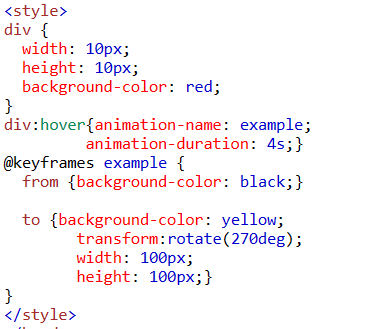 <style>
div {
  width: 10px;
  height: 10px;
  background-color: red;
}
div:hover{animation-name: example;
          animation-duration: 4s;}
@keyframes example {
  from {background-color: black;}

  to {background-color: yellow;
         transform:rotate(270deg);
         width: 100px;
         height: 100px;}
}
</style>